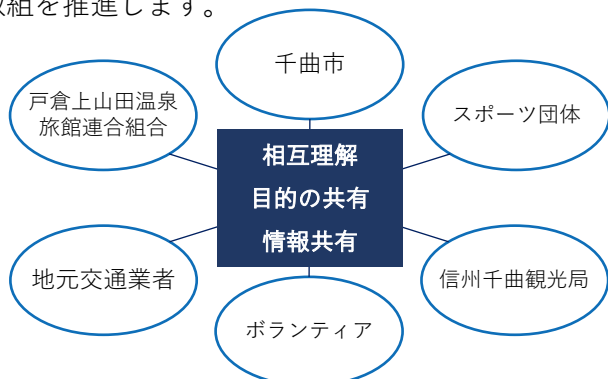 取組を推進します。
千曲市
戸倉上山田温泉
旅館連合組合
スポーツ団体
相互理解
目的の共有
情報共有
地元交通業者
信州千曲観光局
ボランティア